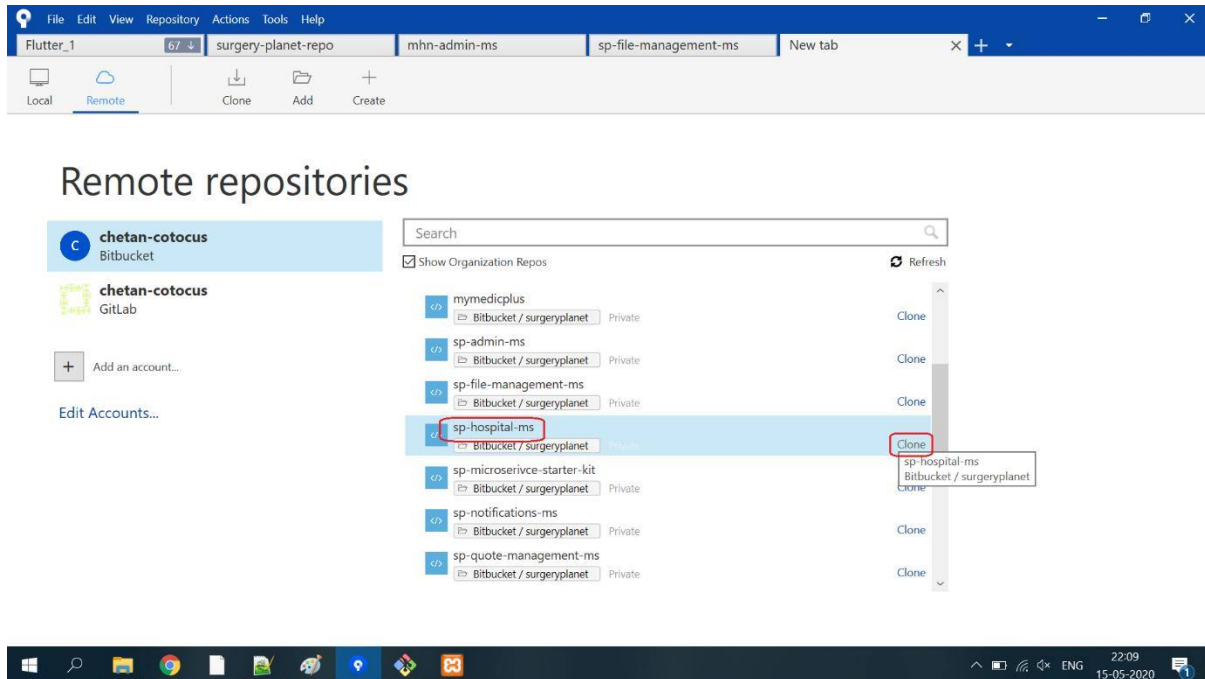 File Edit View Repository Actions Tools Help
Flutter_1 67 ↓ surgery-planet-repo mhn-admin-ms sp-file-management-ms New tab
Local Remote Clone Add Create
Remote repositories
chetan-cotocus
Bitbucket
chetan-cotocus
GitLab
Add an account...
Edit Accounts...
Search
Show Organization Repos Refresh
mymedicplus
Bitbucket / surgeryplanet Private Clone
sp-admin-ms
Bitbucket / surgeryplanet Private Clone
sp-file-management-ms
Bitbucket / surgeryplanet Private Clone
sp-hospital-ms
Bitbucket / surgeryplanet Private Clone
sp-hospital-ms
Bitbucket / surgeryplanet
sp-microserivce-starter-kit
Bitbucket / surgeryplanet Private Clone
sp-notifications-ms
Bitbucket / surgeryplanet Private Clone
sp-quote-management-ms
Bitbucket / surgeryplanet Private Clone
ENG 22:09
15-05-2020